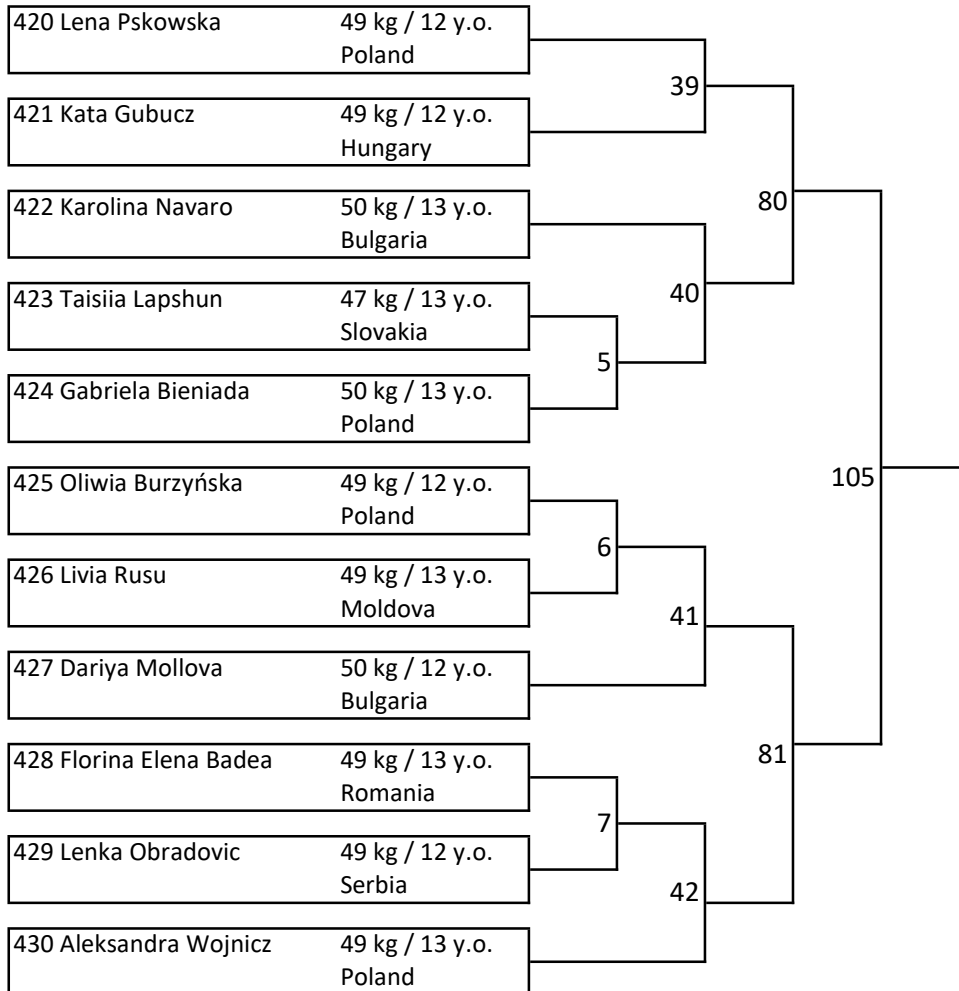 420 Lena Pskowska 49 kg / 12 y.o.
Poland
39
421 Kata Gubucz 49 kg / 12 y.o.
Hungary
422 Karolina Navaro 50 kg / 13 y.o.
80
Bulgaria
423 Taisiia Lapshun 47 kg / 13 y.o.
40
Slovakia
5
424 Gabriela Bieniada 50 kg / 13 y.o.
Poland
425 Oliwia Burzyńska 49 kg / 12 y.o.
105
Poland
6
426 Livia Rusu 49 kg / 13 y.o.
Moldova
41
427 Dariya Mollova 50 kg / 12 y.o.
Bulgaria
428 Florina Elena Badea 49 kg / 13 y.o.
81
Romania
7
429 Lenka Obradovic 49 kg / 12 y.o.
Serbia
42
430 Aleksandra Wojnicz 49 kg / 13 y.o.
Poland